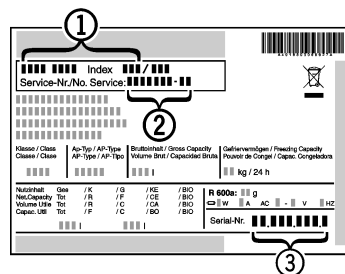 1
Index /
Service-Nr./No. Service: -
2
Klasse / Class Ap-Typ / AP-Type Bruttoinhalt / Gross Capacity Gefriervermögen / Freezing Capacity
Classe / Clase AP-Type / AP-Tipo Volume Brut / Capacidad Bruta Pouvoir de Congel / Capac. Congeladora
l kg / 24 h
Nutzinhalt Ges / K / G / KE / BIO R 600a: g
Net.Capacity Tot / R / F / CE / BIO W A AC - V HZ
Volume Utile Tot / R / C / CA / BIO
Capac. Util Tot / F / C / BO / BIO Serial-Nr.
l l
3